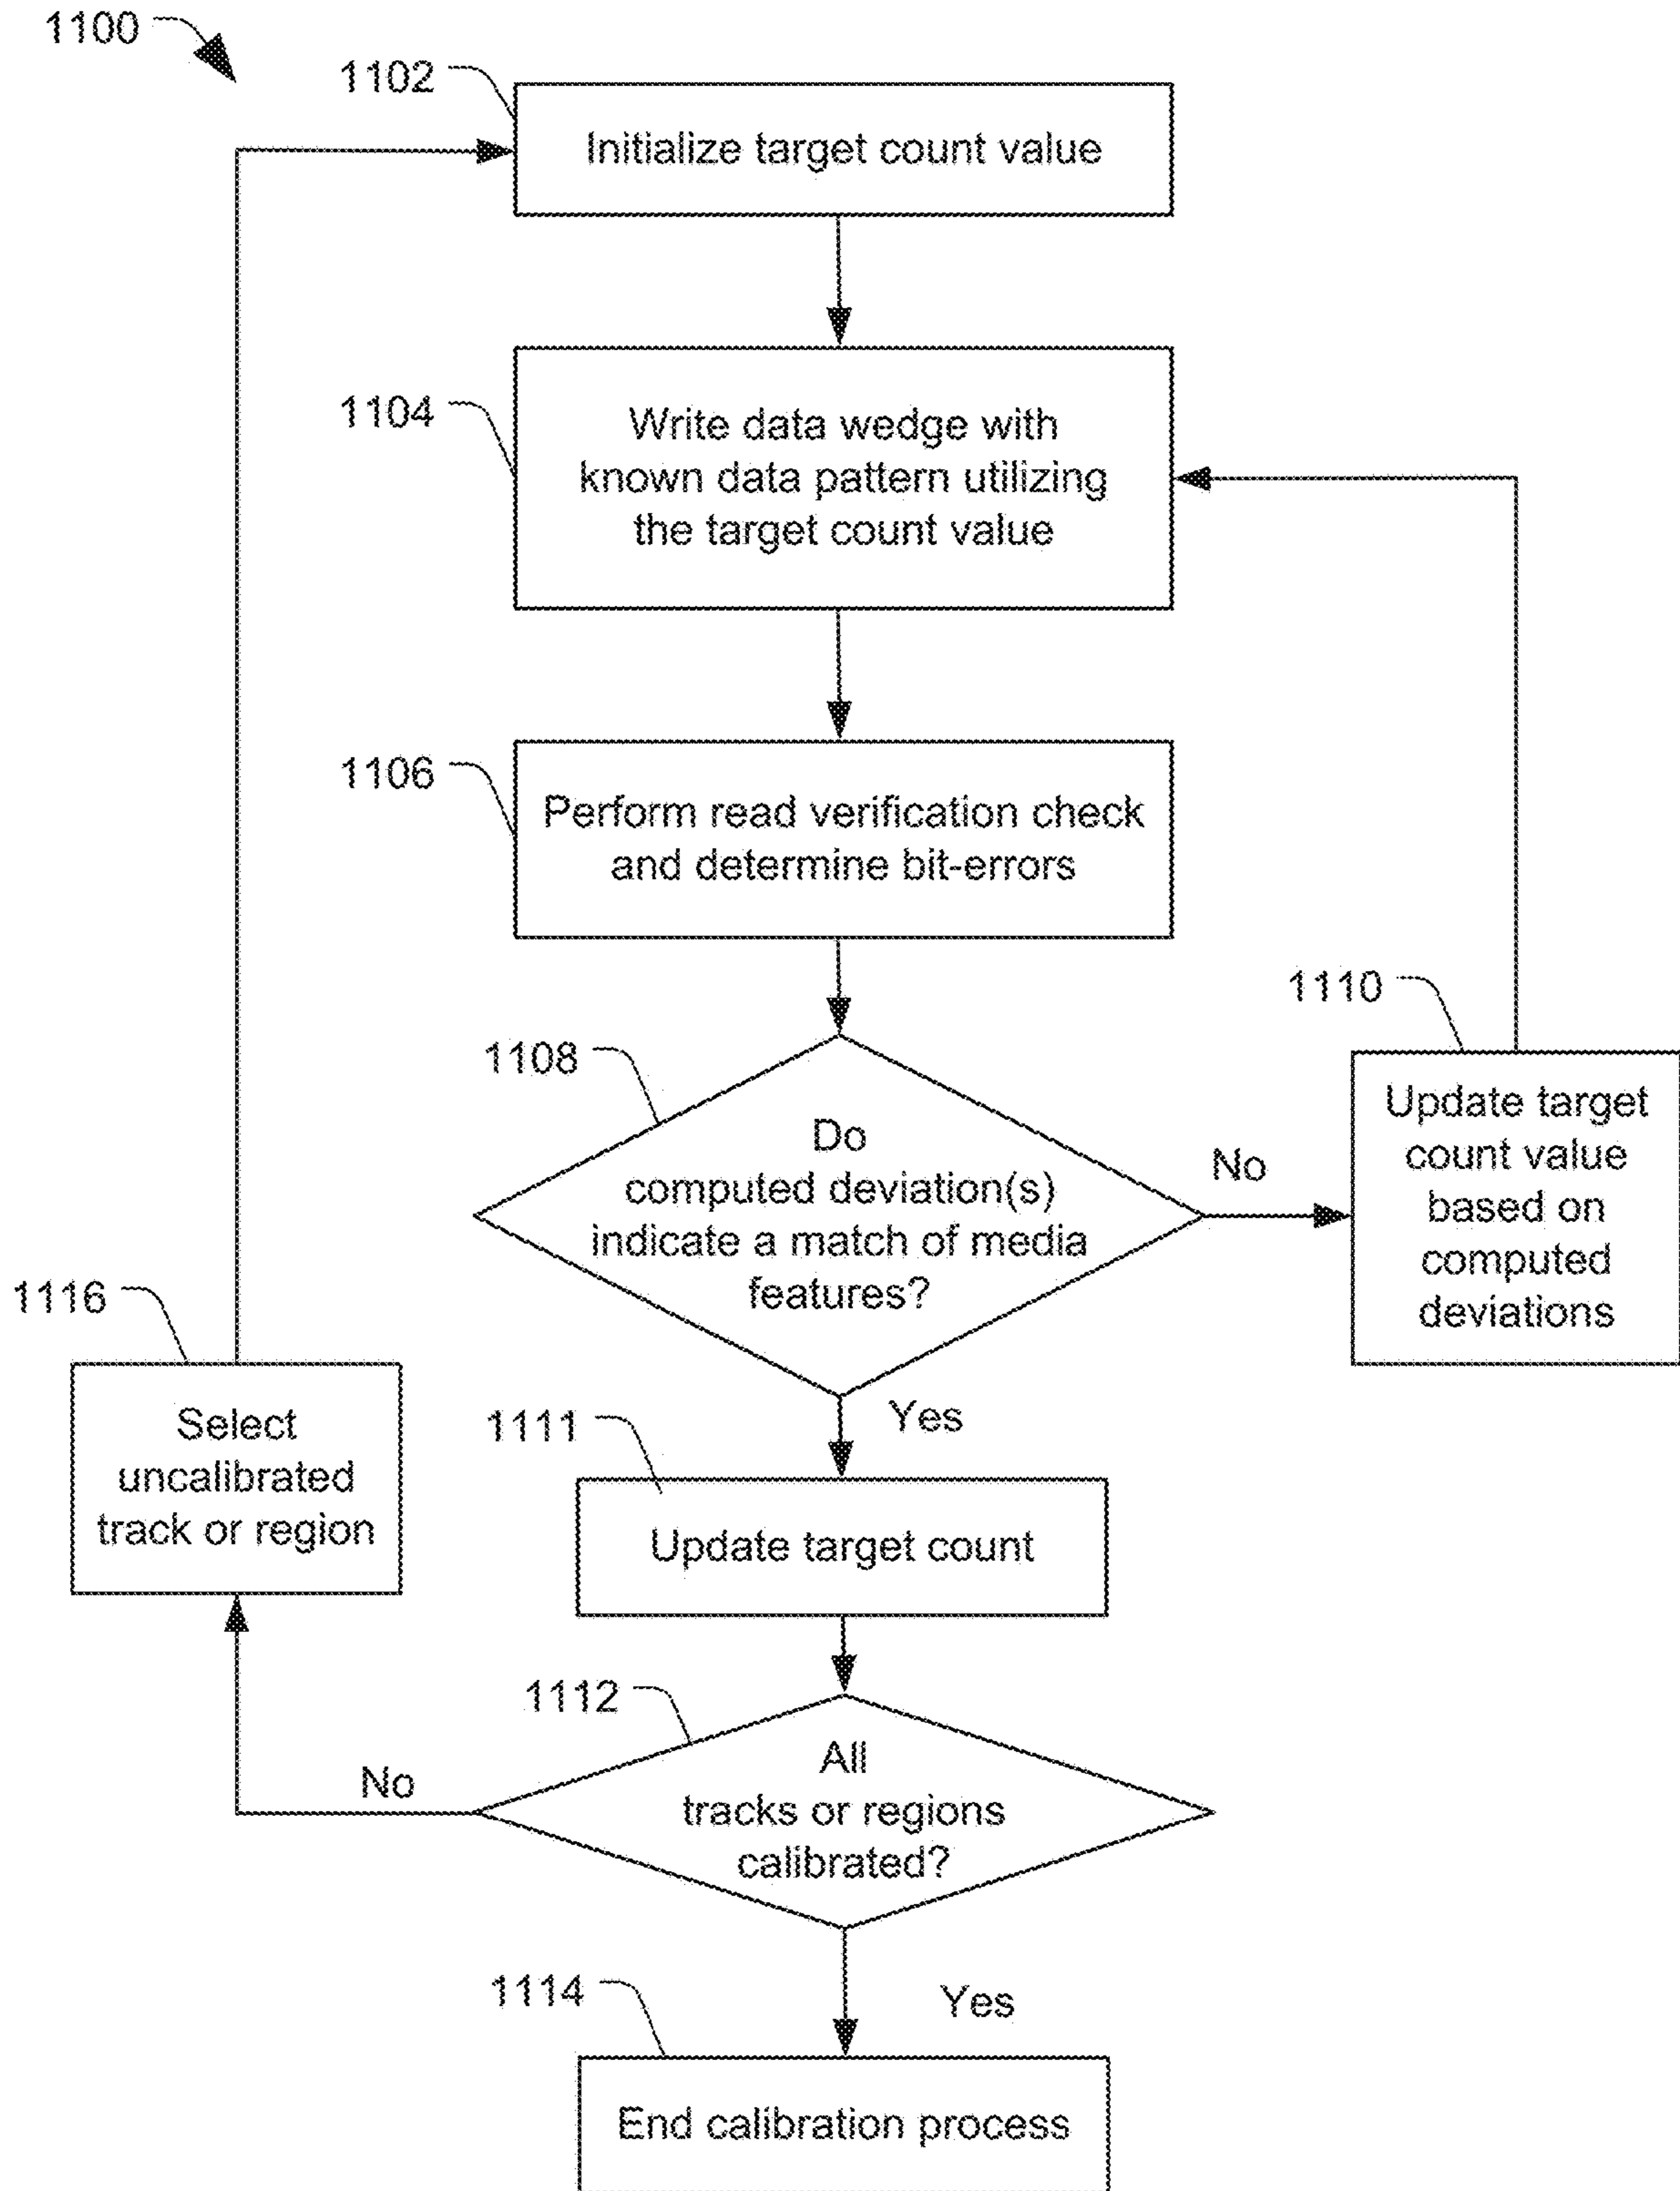 1100
1102
Initialize target count value
1104
Write data wedge with
known data pattern utilizing
the target count value
1106
Perform read verification check
and determine bit-errors
1108
Do
computed deviation(s)
indicate a match of media
features?
No
1110
Update target
count value
based on
computed
deviations
Yes
1116
Select
uncalibrated
track or region
1111
Update target count
1112
All
tracks or regions
calibrated?
No
Yes
1114
End calibration process